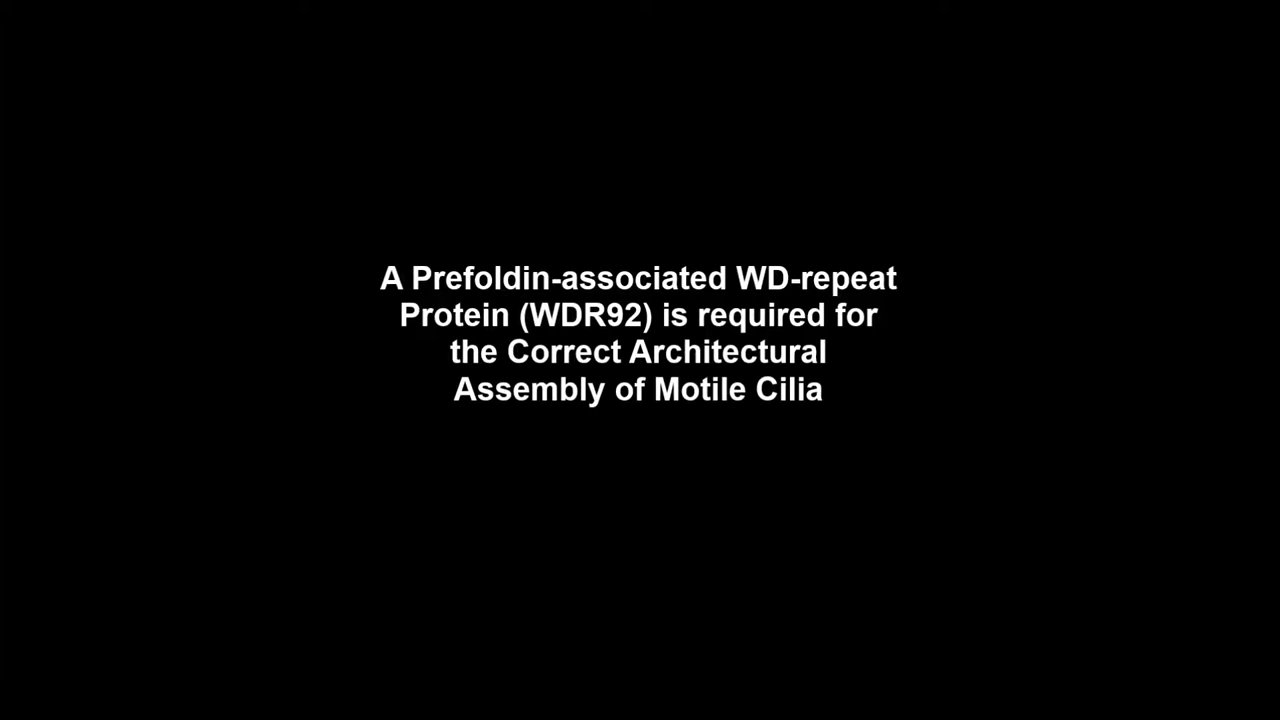 A Prefoldin-associated WD-repeat
Protein (WDR92) is required for
the Correct Architectural
Assembly of Motile Cilia